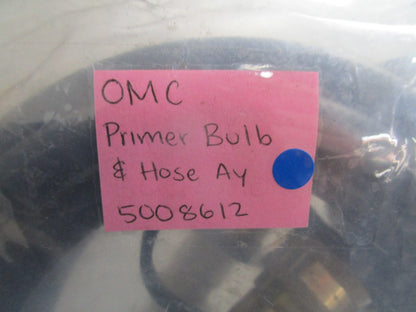 OMC
Primer Bulb
& Hose Ay
5008612